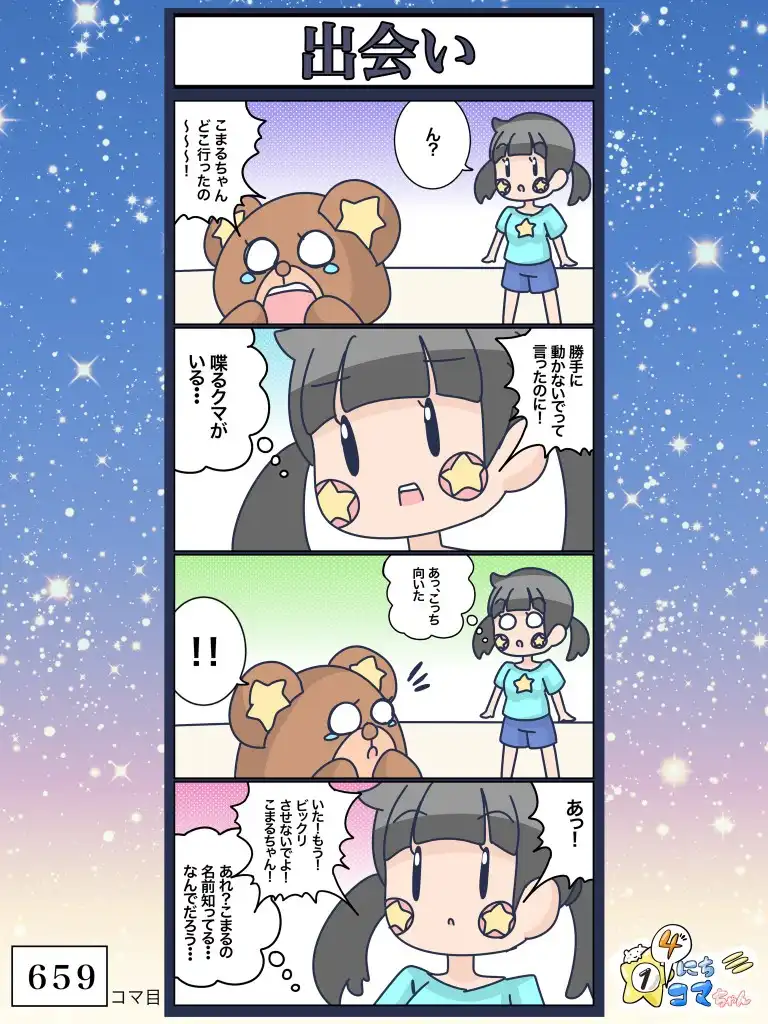 出会い
ん?
こまるちゃん
どこ行ったの
〜〜〜!
勝手に
動かないでって
言ったのに!
喋るクマが
いる…
あっ、こっち
向いた
!!
あっ!
いた!もう!
ビックリ
させないでよ!
こまるちゃん!
あれ?こまるの
名前知ってる…
なんでだろう…
659
コマ目
1
にち
4
コマ
ちゃん